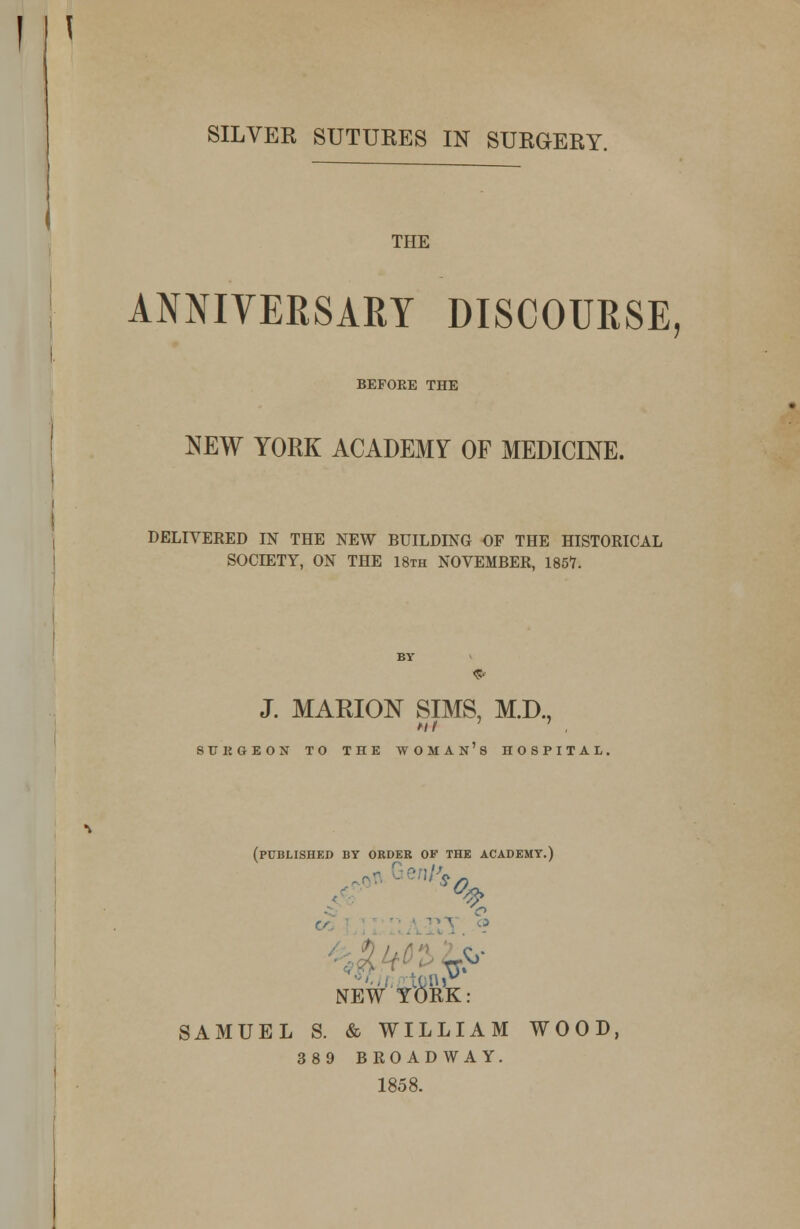 SILVER SUTURES IN SURGERY.
THE
ANNIVERSARY DISCOURSE,
BEFORE THE
NEW YORK ACADEMY OF MEDICINE.
DELIVERED IN THE NEW BUILDING OF THE HISTORICAL
SOCIETY, ON THE 18TH NOVEMBER, 1857.
BY
J. MARION SIMS, M.D.,
SURGEON TO THE WOMAN'S HOSPITAL.
(PUBLISHED BY ORDER OF THE ACADEMY.)
NEW YORK:
SAMUEL S. & WILLIAM WOOD,
389 BROADWAY.
1858.